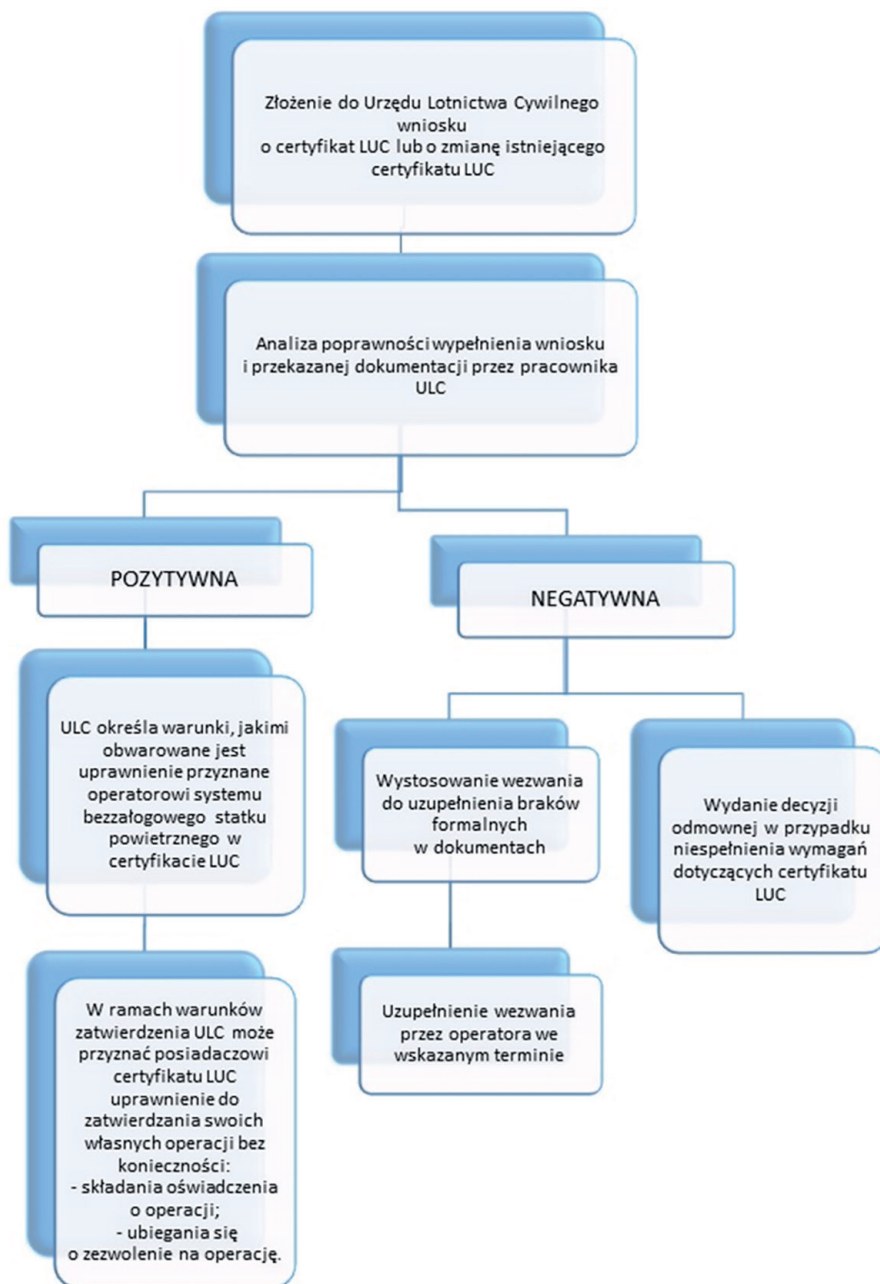 Złożenie do Urzędu Lotnictwa Cywilnego
wniosku
o certyfikat LUC lub o zmianę istniejącego
certyfikatu LUC
Analiza poprawności wypełnienia wniosku
i przekazanej dokumentacji przez pracownika
ULC
POZYTYWNA
NEGATYWNA
ULC określa warunki, jakimi
obwarowane jest
uprawnienie przyznane
operatorowi systemu
bezzałogowego statku
powietrznego w
certyfikacie LUC
W ramach warunków
zatwierdzenia ULC może
przyznać posiadaczowi
certyfikatu LUC
uprawnienie do
zatwierdzania swoich
własnych operacji bez
konieczności:
- składania oświadczenia
o operacji;
- ubiegania się
o zezwolenie na operację.
Wystosowanie wezwania
do uzupełnienia braków
formalnych
w dokumentach
Uzupełnienie wezwania
przez operatora we
wskazanym terminie
Wydanie decyzji
odmownej w przypadku
niespełnienia wymagań
dotyczących certyfikatu
LUC